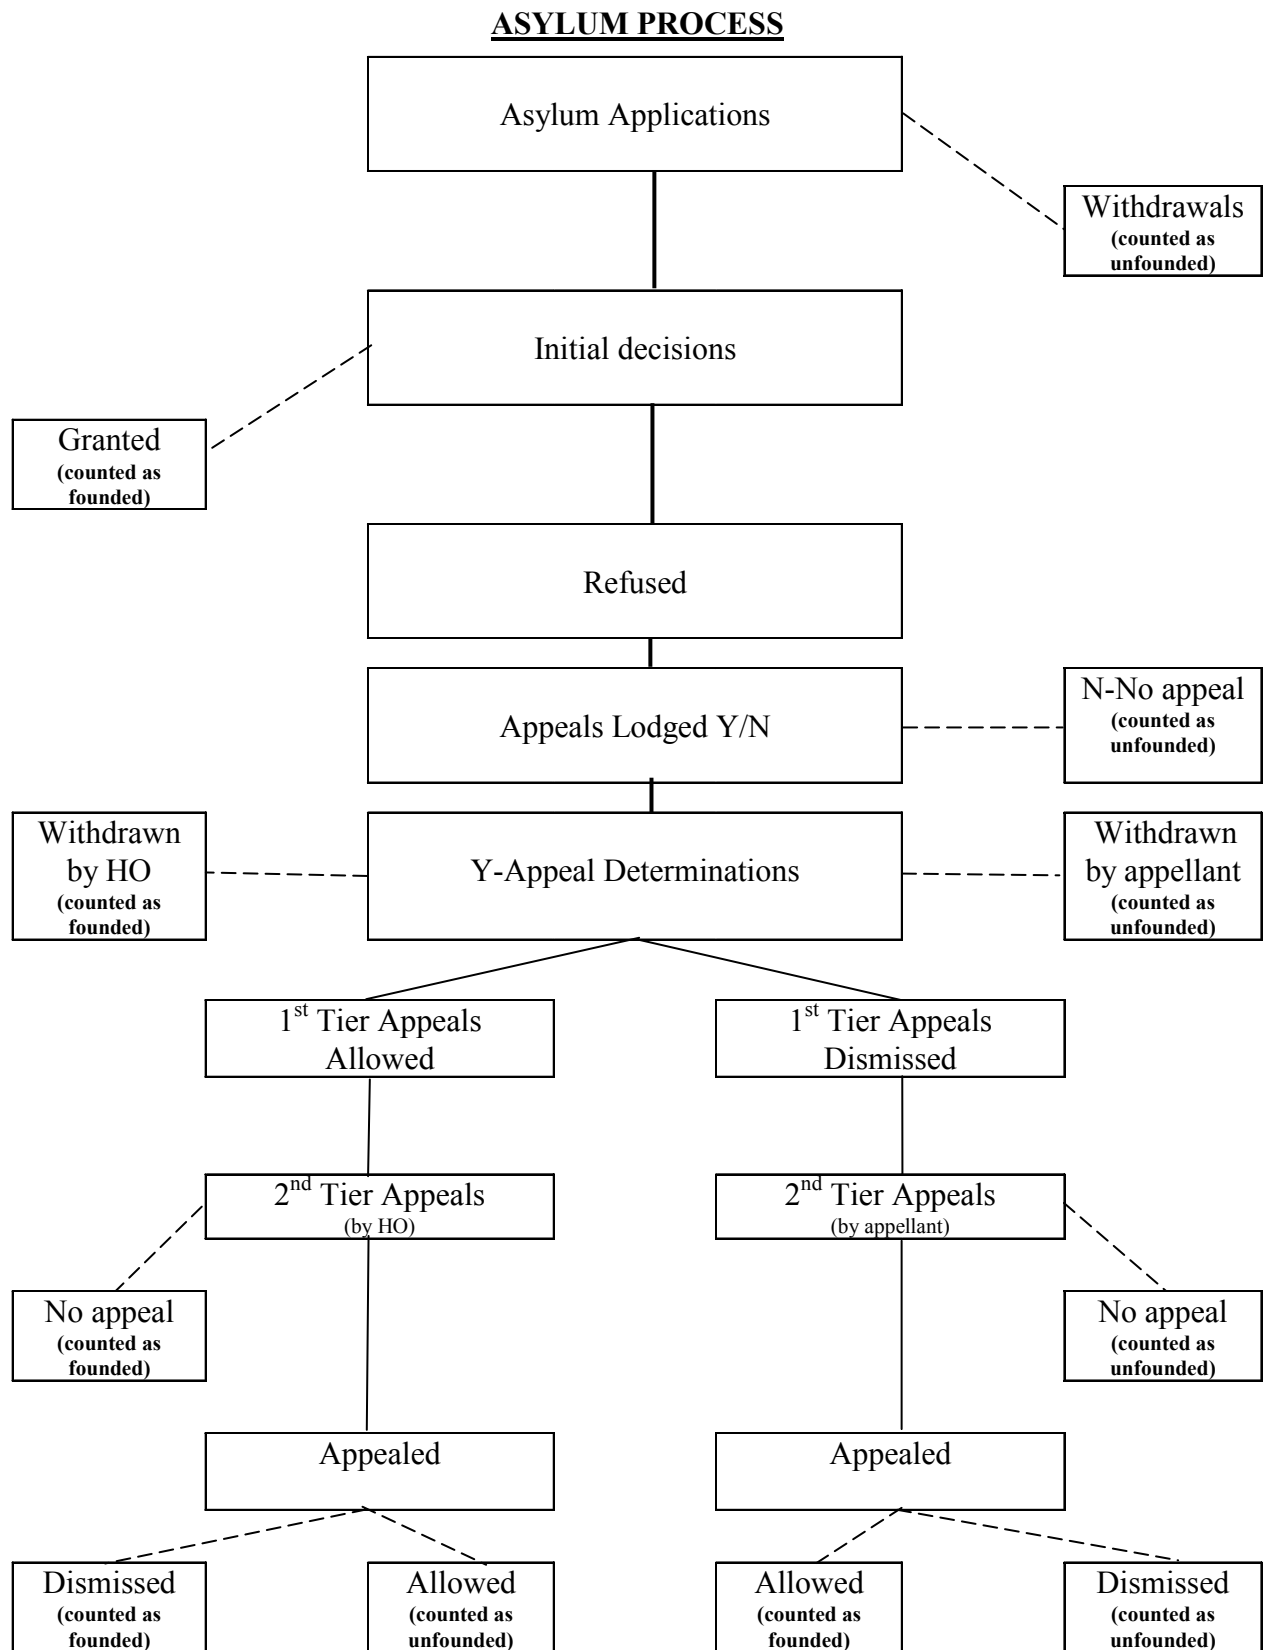 ASYLUM PROCESS
Asylum Applications
Withdrawals
(counted as
unfounded)
Initial decisions
Granted
(counted as
founded)
Refused
Appeals Lodged Y/N
N-No appeal
(counted as
unfounded)
Withdrawn
by HO
(counted as
founded)
Y-Appeal Determinations
Withdrawn
by appellant
(counted as
unfounded)
1st Tier Appeals
Allowed
1st Tier Appeals
Dismissed
2nd Tier Appeals
(by HO)
2nd Tier Appeals
(by appellant)
No appeal
(counted as
founded)
No appeal
(counted as
unfounded)
Appealed
Appealed
Dismissed
(counted as
founded)
Allowed
(counted as
unfounded)
Allowed
(counted as
founded)
Dismissed
(counted as
unfounded)